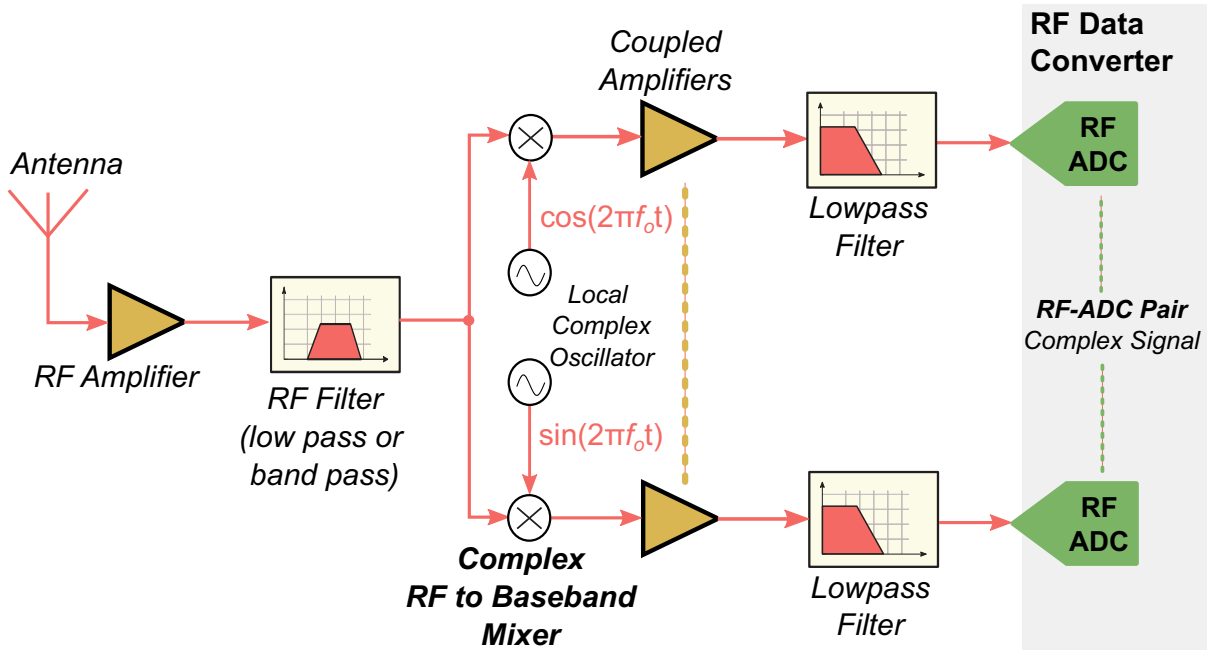 Coupled
Amplifiers
RF Data
Converter
RF
ADC
Antenna
cos(2πfₒt)
Lowpass
Filter
Local
Complex
Oscillator
RF-ADC Pair
Complex Signal
RF Amplifier
RF Filter
(low pass or
band pass)
sin(2πfₒt)
RF
ADC
Complex
RF to Baseband
Mixer
Lowpass
Filter